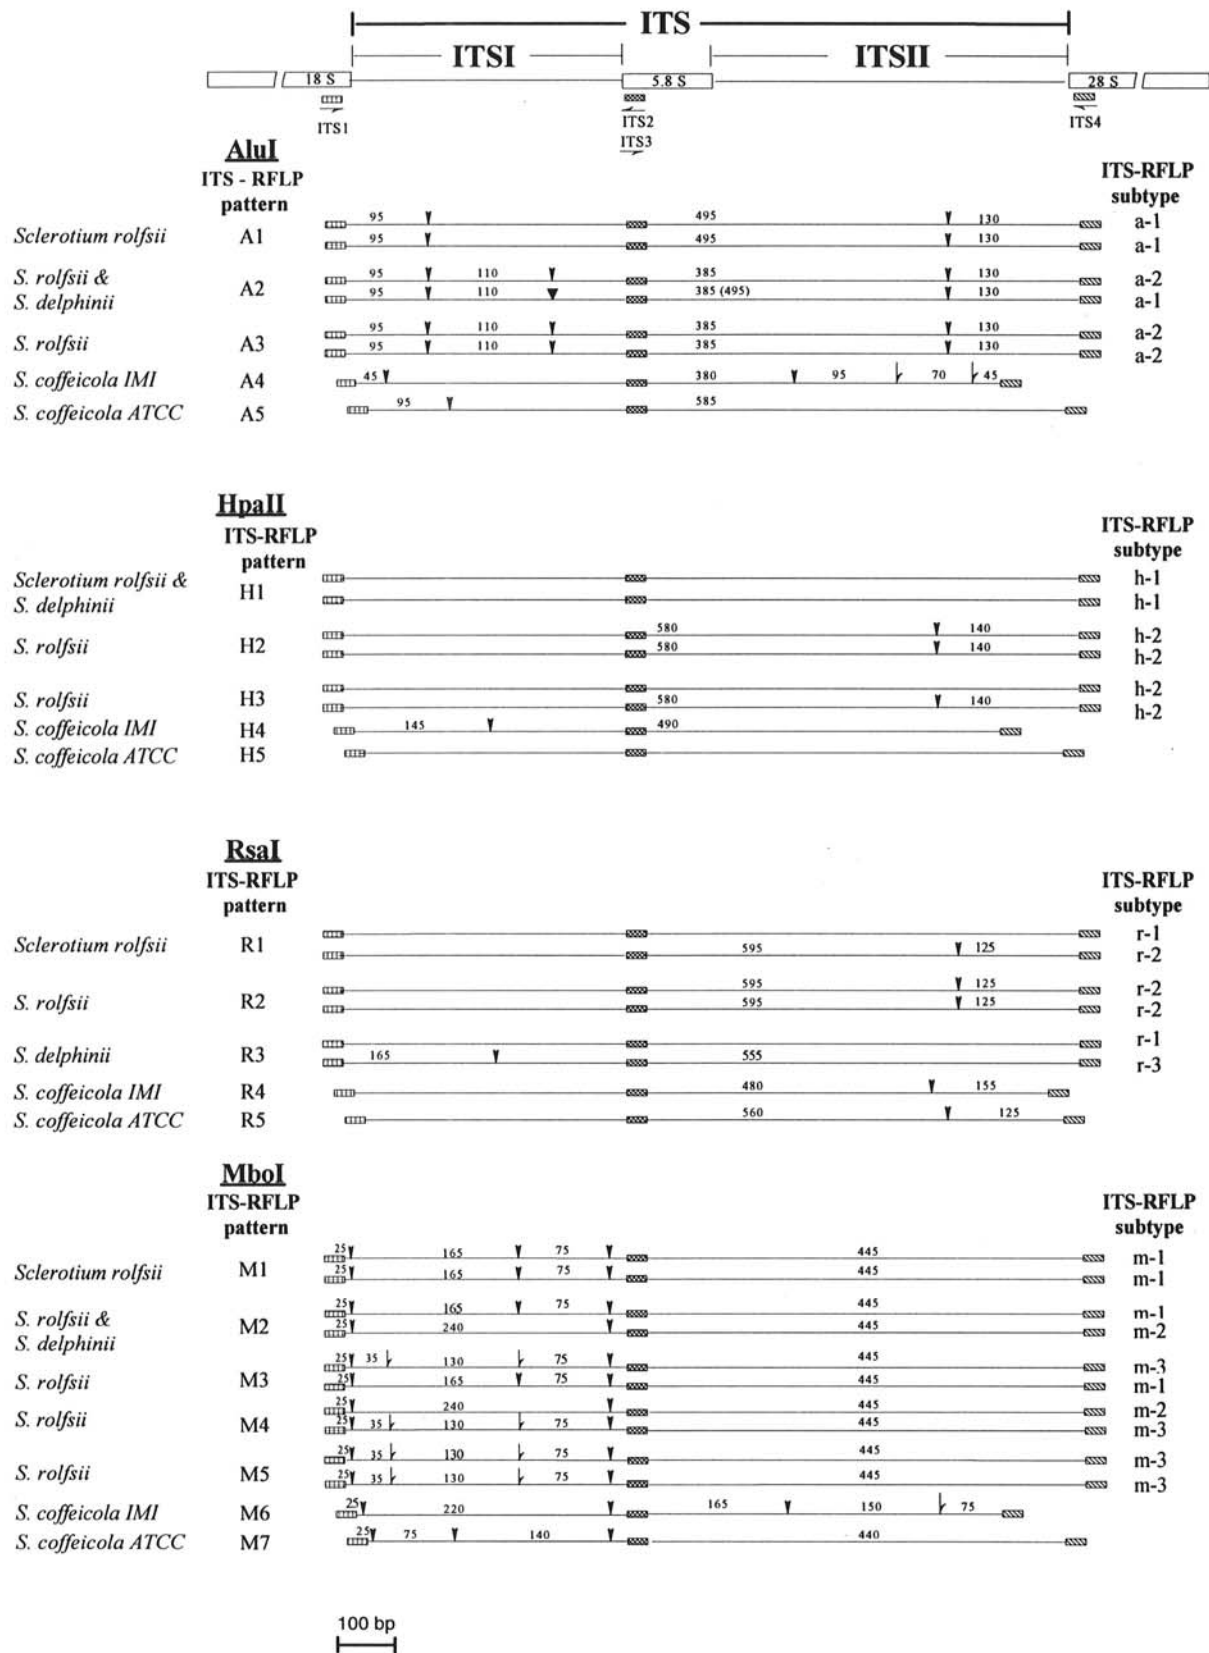 ITS
ITSI ITSII
18 S 5.8 S 28 S
ITS1 ITS2 ITS4
ITS3
AluI
ITS - RFLP pattern ITS-RFLP subtype
Sclerotium rolfsii A1 95 495 130 a-1
95 495 130 a-1
S. rolfsii & S. delphinii A2 95 110 385 130 a-2
95 110 385 (495) 130 a-1
S. rolfsii A3 95 110 385 130 a-2
95 110 385 130 a-2
S. coffeicola IMI A4 45 380 95 70 45
S. coffeicola ATCC A5 95 585
HpaII
ITS-RFLP pattern ITS-RFLP subtype
Sclerotium rolfsii & S. delphinii H1 h-1
h-1
S. rolfsii H2 580 140 h-2
580 140 h-2
S. rolfsii H3 h-2
580 140 h-2
S. coffeicola IMI H4 145 490
S. coffeicola ATCC H5
RsaI
ITS-RFLP pattern ITS-RFLP subtype
Sclerotium rolfsii R1 r-1
595 125 r-2
S. rolfsii R2 595 125 r-2
595 125 r-2
S. delphinii R3 r-1
165 555 r-3
S. coffeicola IMI R4 480 155
S. coffeicola ATCC R5 560 125
MboI
ITS-RFLP pattern ITS-RFLP subtype
Sclerotium rolfsii M1 25 165 75 445 m-1
25 165 75 445 m-1
S. rolfsii & S. delphinii M2 25 165 75 445 m-1
25 240 445 m-2
S. rolfsii M3 25 35 130 75 445 m-3
25 165 75 445 m-1
S. rolfsii M4 25 240 445 m-2
25 35 130 75 445 m-3
S. rolfsii M5 25 35 130 75 445 m-3
25 35 130 75 445 m-3
S. coffeicola IMI M6 25 220 165 150 75
S. coffeicola ATCC M7 25 75 140 440
100 bp